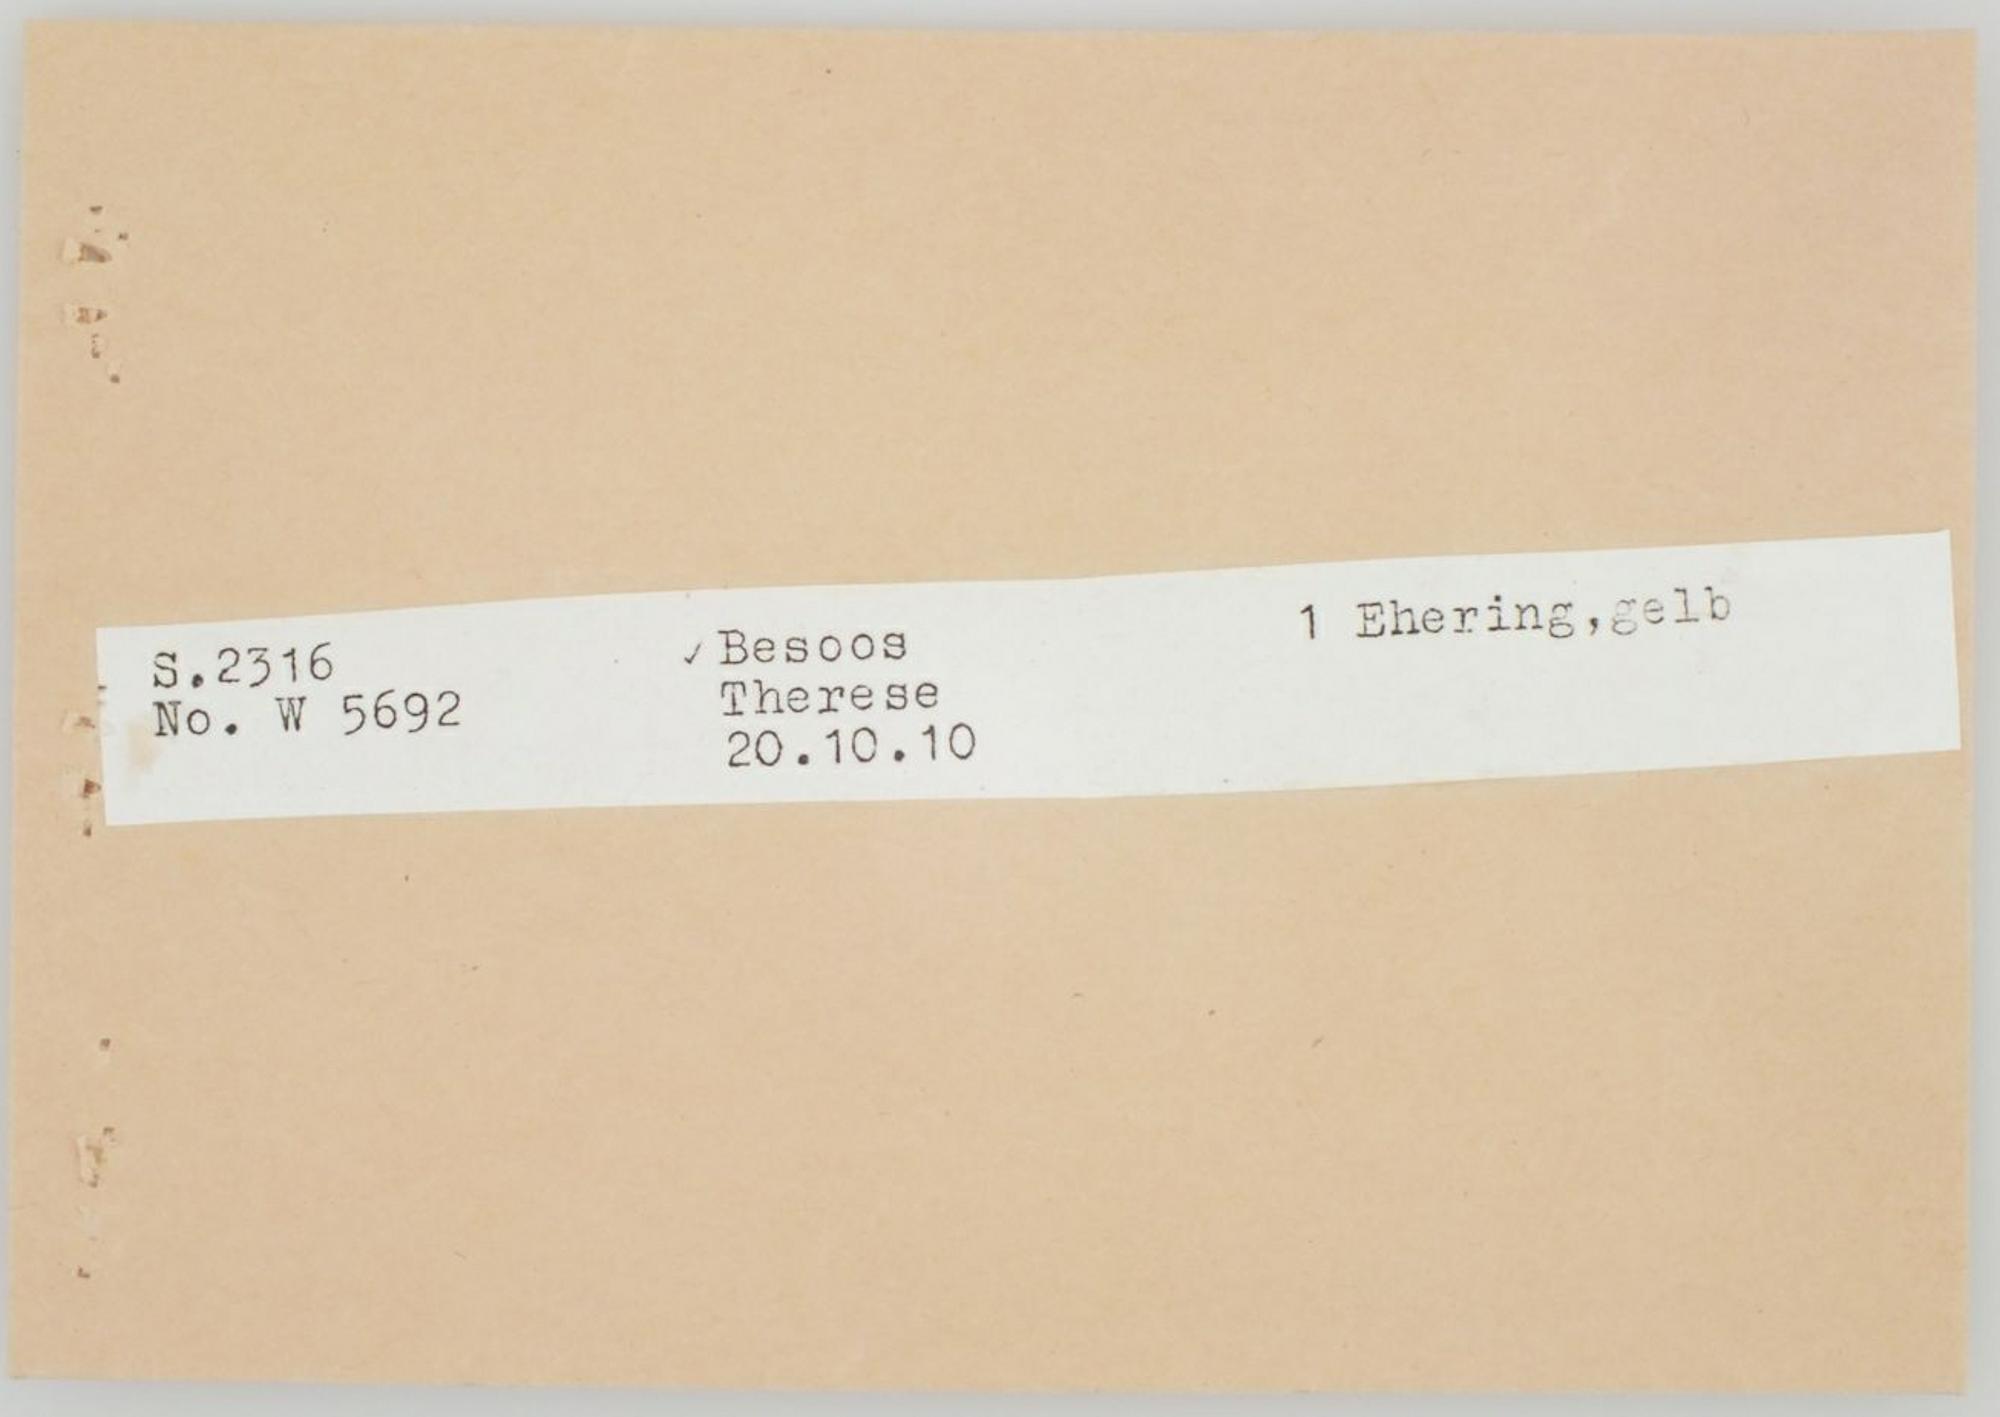 S.2316
No. W 5692
✓ Besoos
Therese
20.10.10
1 Ehering,gelb